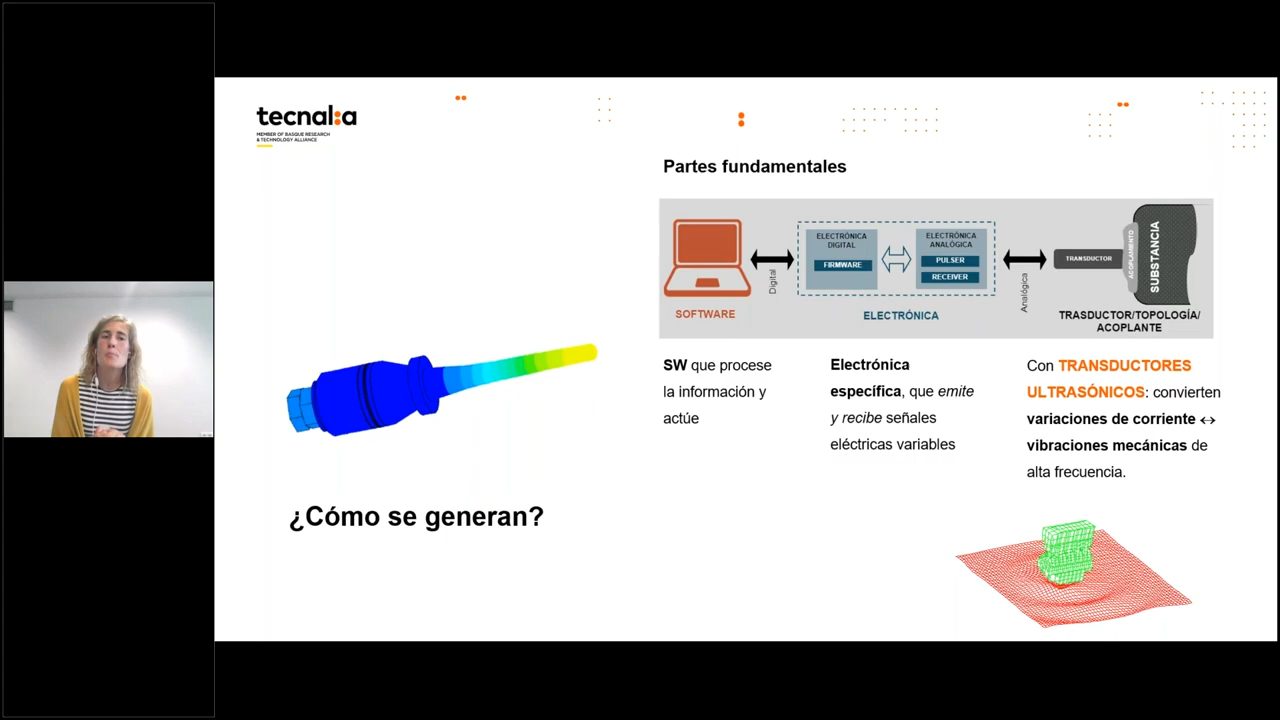 tecnal:a
MEMBER OF BASQUE RESEARCH
& TECHNOLOGY ALLIANCE
¿Cómo se generan?
Partes fundamentales
SOFTWARE
Digital
ELECTRÓNICA
DIGITAL
FIRMWARE
ELECTRÓNICA
ANALÓGICA
PULSER
RECEIVER
ELECTRÓNICA
Analógica
TRANSDUCTOR
ACOPLAMIENTO
SUBSTANCIA
TRASDUCTOR/TOPOLOGÍA/
ACOPLANTE
SW que procese
la información y
actúe
Electrónica
específica, que emite
y recibe señales
eléctricas variables
Con TRANSDUCTORES
ULTRASÓNICOS: convierten
variaciones de corriente ↔
vibraciones mecánicas de
alta frecuencia.